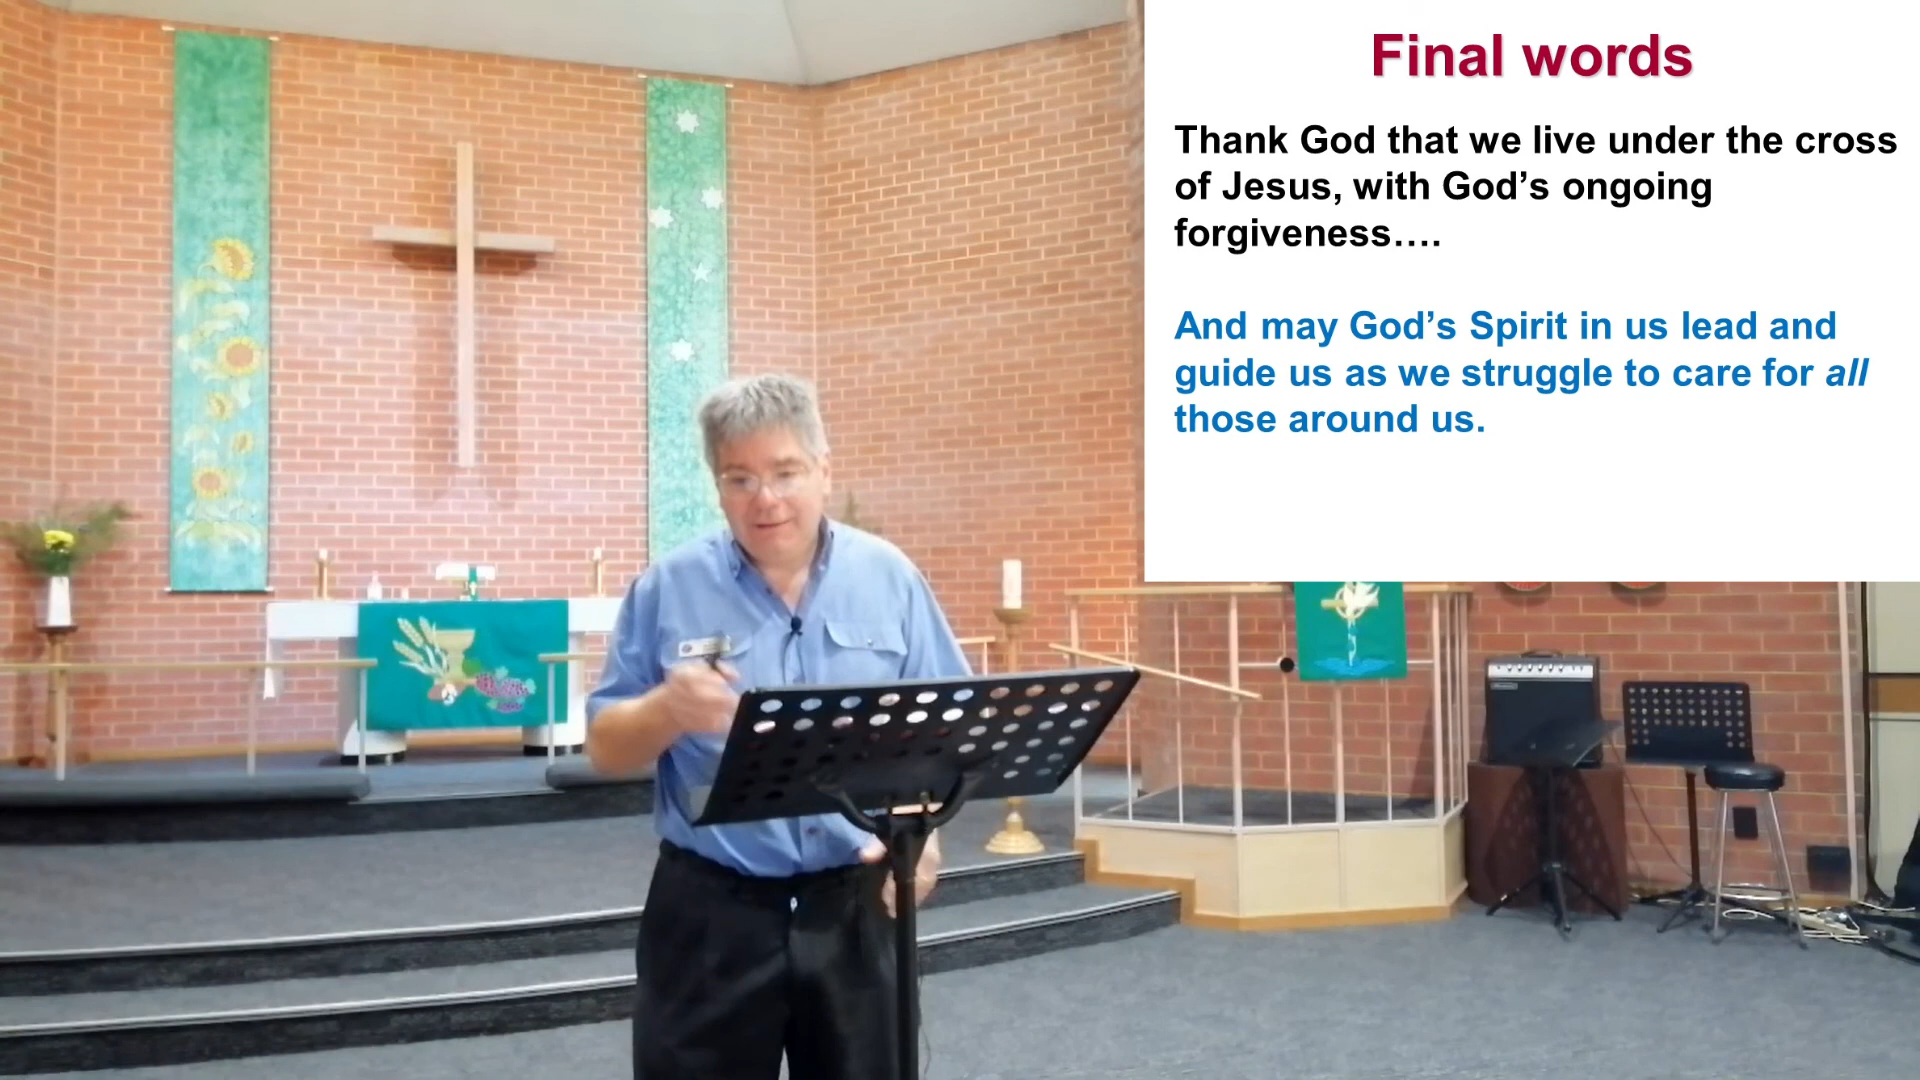 Final words
Thank God that we live under the cross
of Jesus, with God’s ongoing
forgiveness….
And may God’s Spirit in us lead and
guide us as we struggle to care for all
those around us.